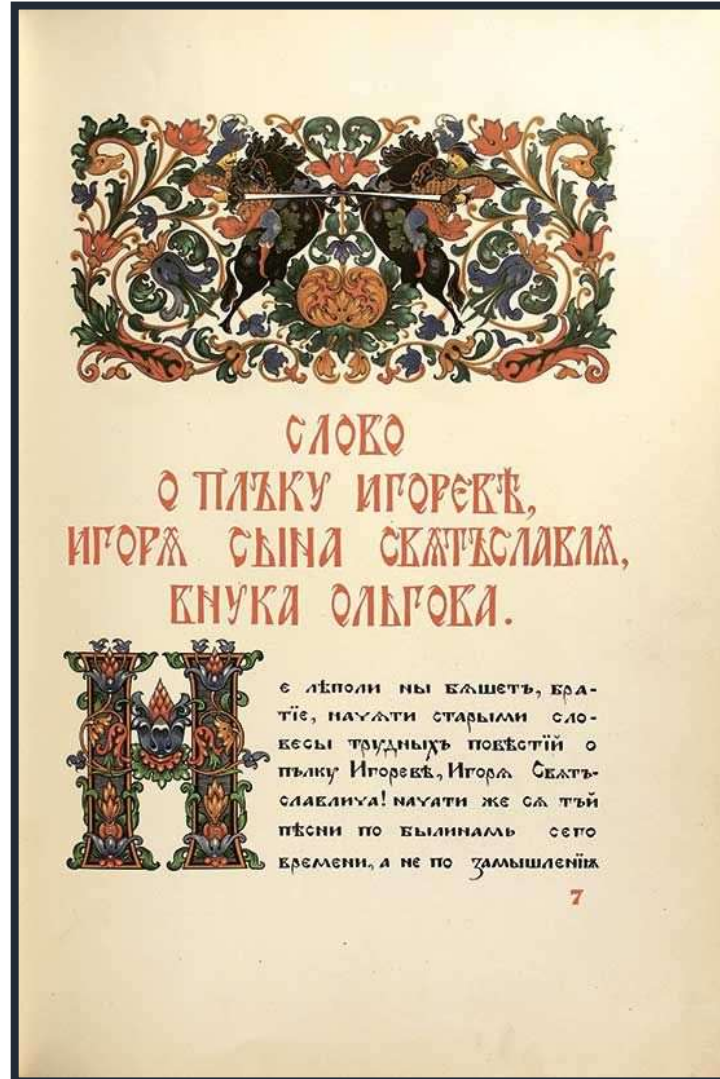 СЛОВО
О ПЛЪКУ ИГОРЕВѢ,
ИГОРѦ СЫНА СВѦТЪСЛАВЛѦ,
ВНУКА ОЛЬГОВА.
Не лѣполи ны бѧшетъ, бра-
тїе, начѧти старыми сло-
весы трудныхъ повѣстїй о
пълку Игоревѣ, Игорѧ Свѧтъ-
славлича! начати же сѧ тъй
пѣсни по былинамь сего
времени, а не по замышленїю
7